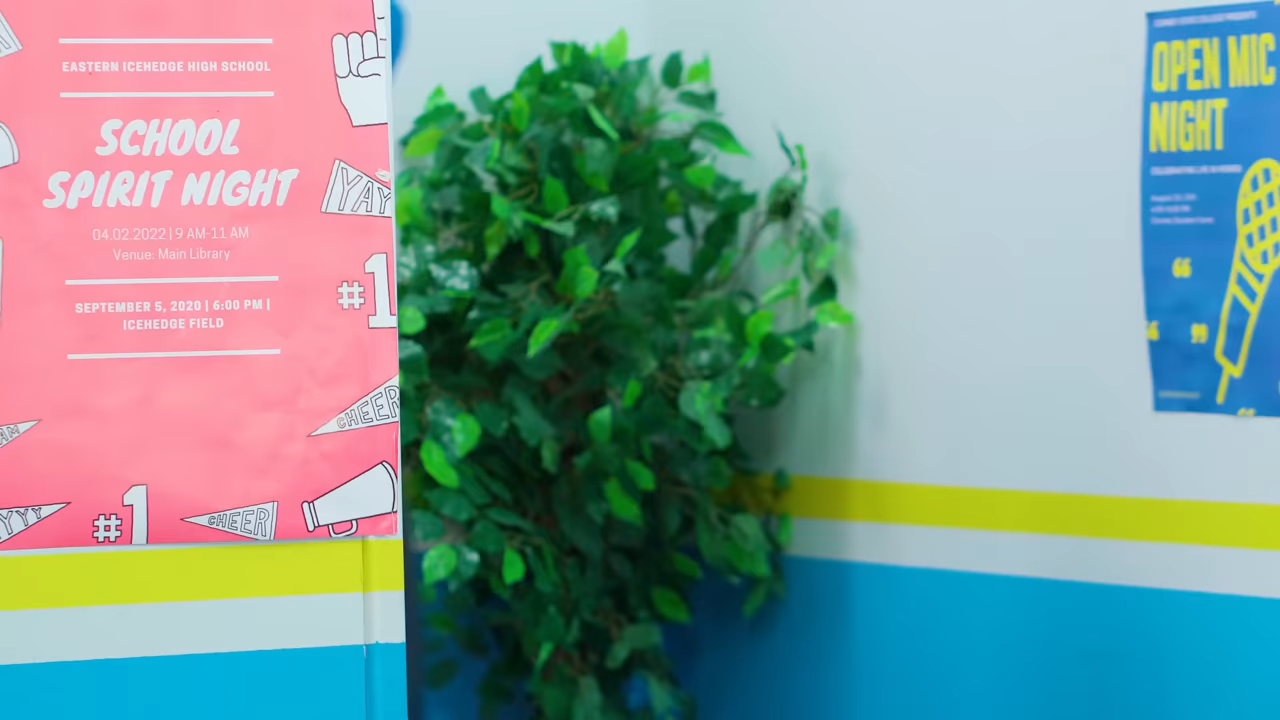 EASTERN ICEHEDGE HIGH SCHOOL
SCHOOL
SPIRIT NIGHT
04.02.2022 | 9 AM-11 AM
Venue: Main Library
SEPTEMBER 5, 2020 | 6:00 PM |
ICEHEDGE FIELD
YAY
#1
CHEER
#1
CHEER
OPEN MIC
NIGHT